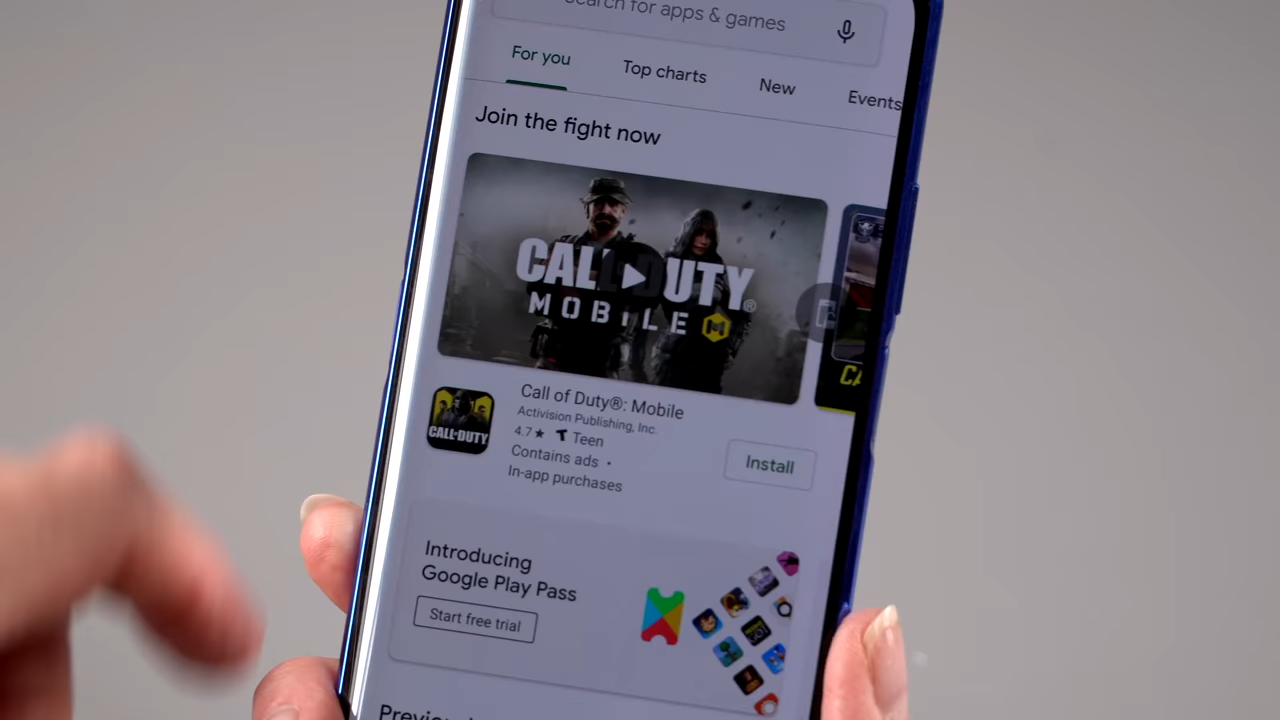 Search for apps & games
For you
Top charts
New
Events
Join the fight now
CALL DUTY®
MOBILE
Call of Duty®: Mobile
Activision Publishing, Inc.
4.7★ T Teen
Contains ads •
In-app purchases
Install
CALL·DUTY
Introducing
Google Play Pass
Start free trial